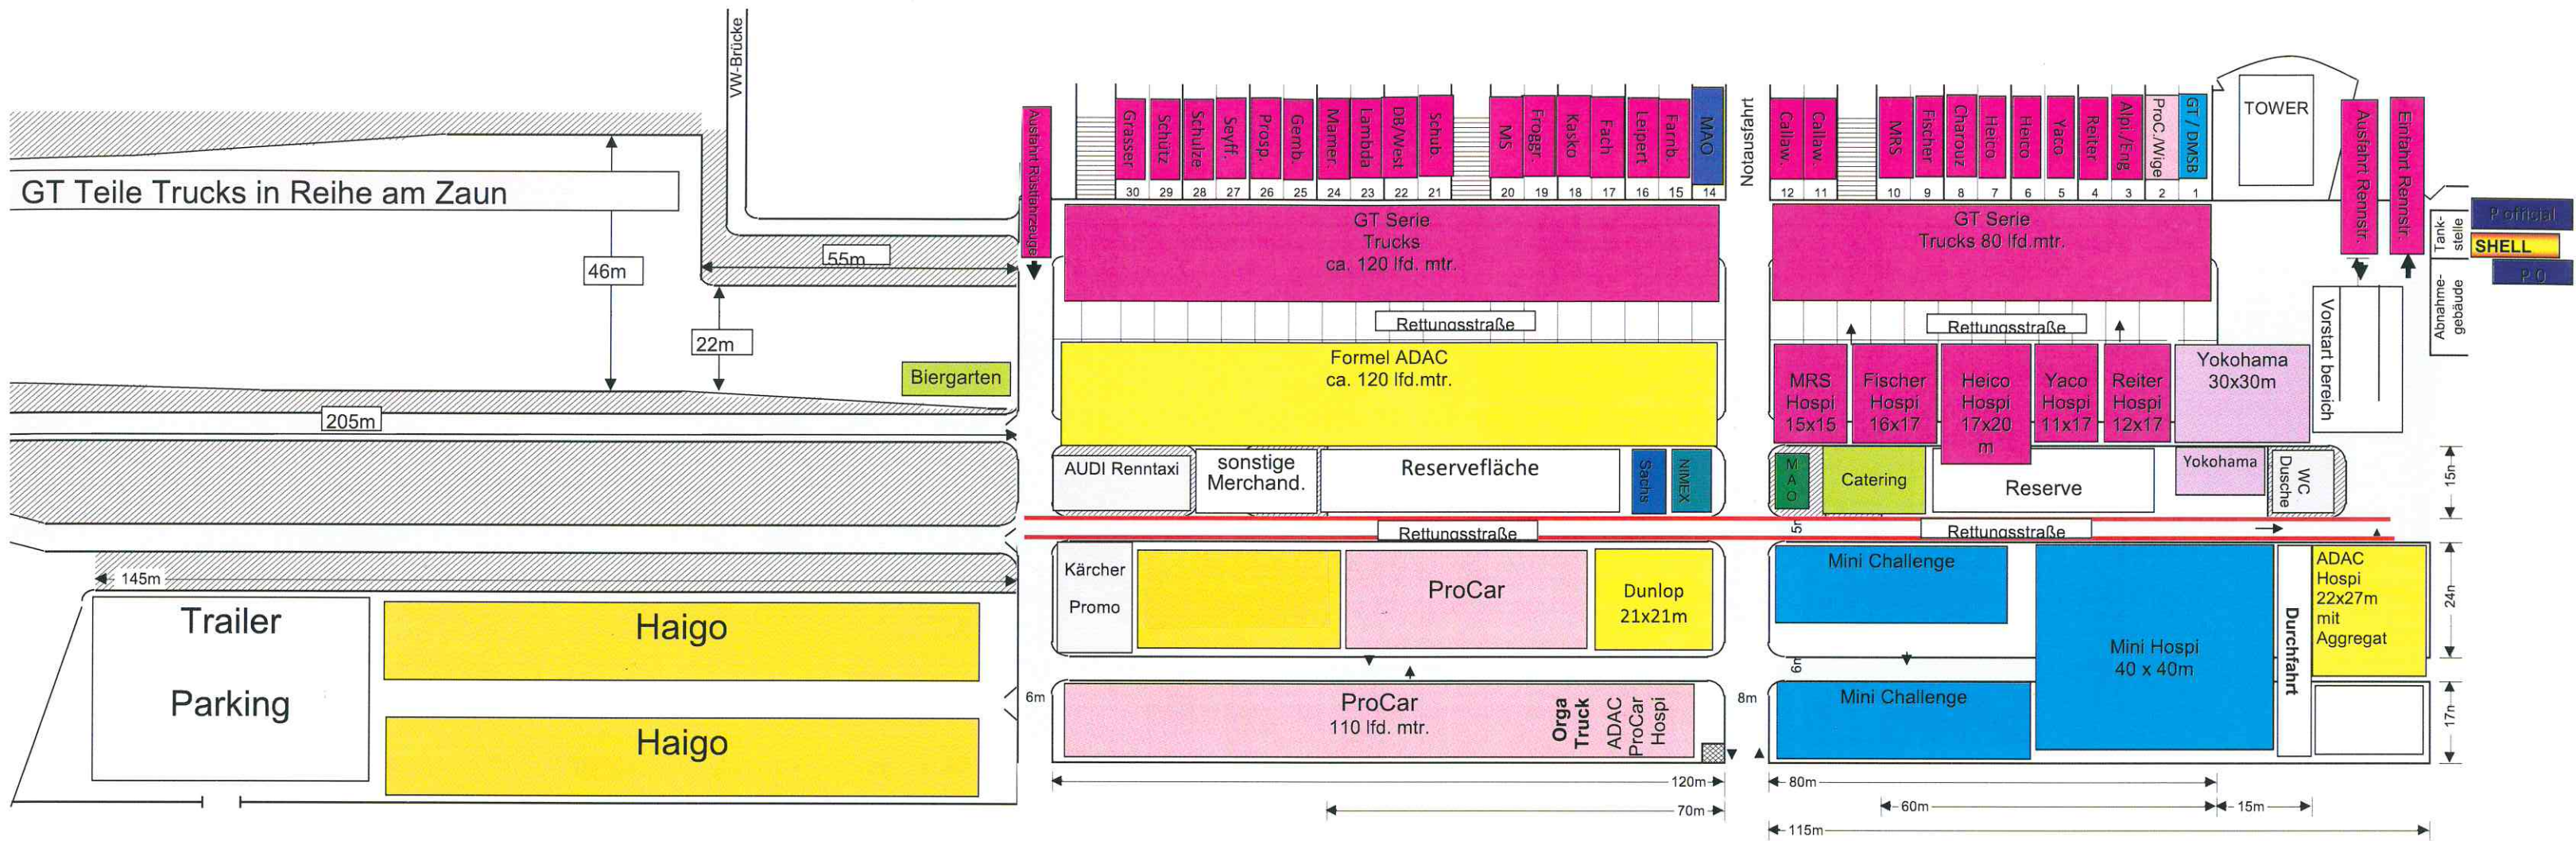 VW-Brücke
GT Teile Trucks in Reihe am Zaun
46m
55m
22m
Biergarten
205m
145m
Trailer
Parking
Haigo
Haigo
Ausfahrt Rüstfahrzeuge
Grasser
Schütz
Schulze
Seyff.
Prosp.
Gemb.
Mamer
Lambda
DB/West
Schub.
MS
Froggr.
Kasko
Fach
Leipert
Farnb.
MAO
30
29
28
27
26
25
24
23
22
21
20
19
18
17
16
15
14
Notausfahrt
Callaw.
Callaw
MRS
Fischer
Charouz
Heico
Heico
Yaco
Reiter
Alpi./Eng
ProC./Wige
GT / DMSB
12
11
10
9
8
7
6
5
4
3
2
1
TOWER
Ausfahrt Rennstr.
Einfahrt Rennstr.
Tank-
stelle
Abnahme-
gebäude
P official
SHELL
P O
GT Serie
Trucks
ca. 120 lfd. mtr.
GT Serie
Trucks 80 lfd.mtr.
Rettungsstraße
Rettungsstraße
Vorstart bereich
Formel ADAC
ca. 120 lfd.mtr.
MRS
Hospi
15x15
Fischer
Hospi
16x17
Heico
Hospi
17x20
m
Yaco
Hospi
11x17
Reiter
Hospi
12x17
Yokohama
30x30m
AUDI Renntaxi
sonstige
Merchand.
Reservefläche
Sachs
NIMEX
MAO
Catering
Reserve
Yokohama
WC
Dusche
15n
Rettungsstraße
5n
Rettungsstraße
Kärcher
Promo
ProCar
Dunlop
21x21m
Mini Challenge
Mini Hospi
40 x 40m
Durchfahrt
ADAC
Hospi
22x27m
mit
Aggregat
24n
6n
6m
ProCar
110 lfd. mtr.
Orga
Truck
ADAC
ProCar
Hospi
8m
Mini Challenge
17n
120m
80m
70m
60m
15m
115m